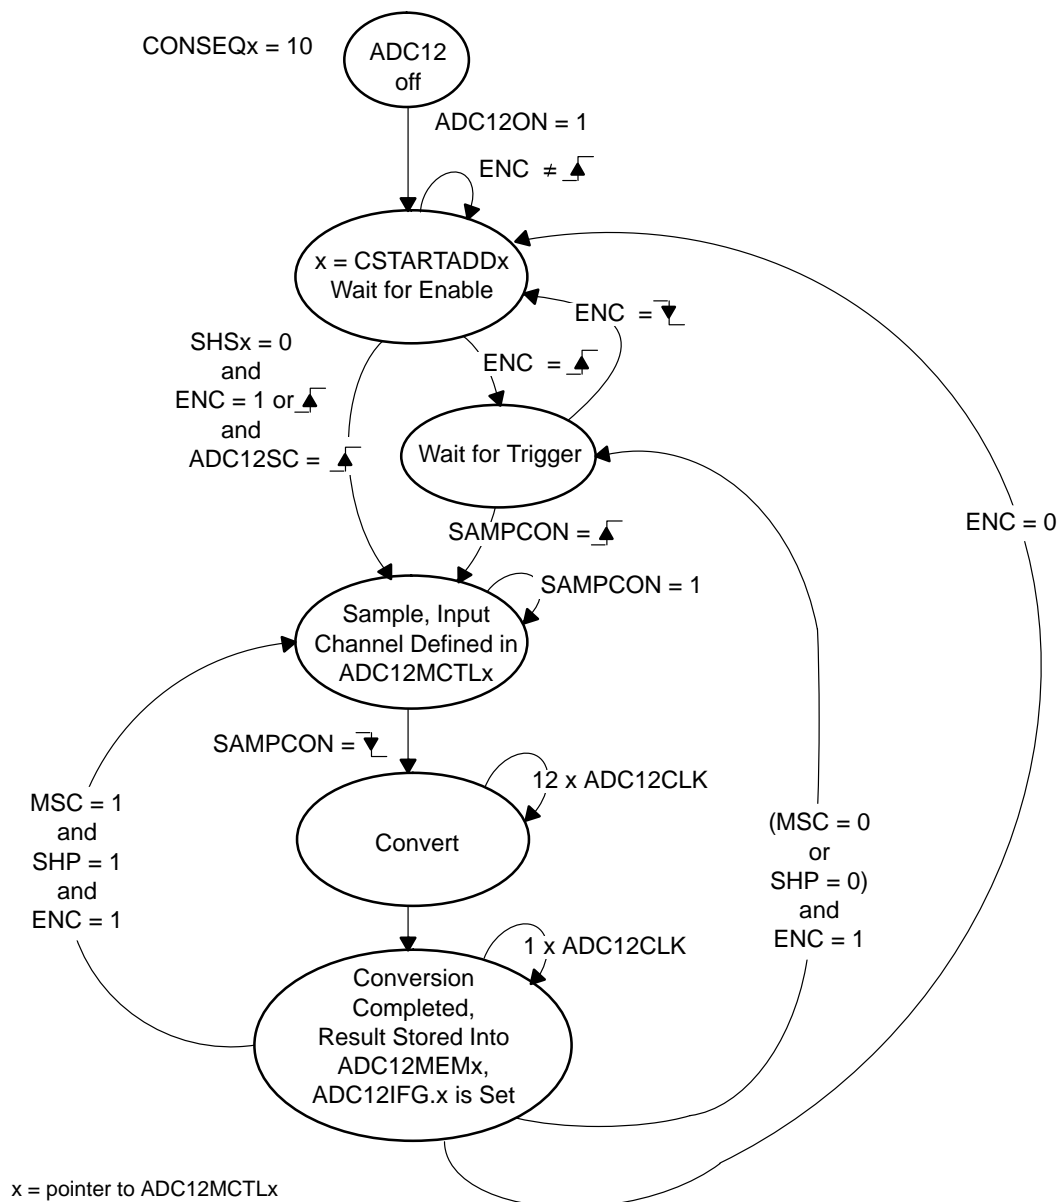 CONSEQx = 10
ADC12
off
ADC12ON = 1
ENC ≠
x = CSTARTADDx
Wait for Enable
ENC =
SHSx = 0
and
ENC = 1 or
and
ADC12SC =
ENC =
Wait for Trigger
ENC = 0
SAMPCON =
SAMPCON = 1
Sample, Input
Channel Defined in
ADC12MCTLx
SAMPCON =
12 x ADC12CLK
Convert
MSC = 1
and
SHP = 1
and
ENC = 1
(MSC = 0
or
SHP = 0)
and
ENC = 1
1 x ADC12CLK
Conversion
Completed,
Result Stored Into
ADC12MEMx,
ADC12IFG.x is Set
x = pointer to ADC12MCTLx